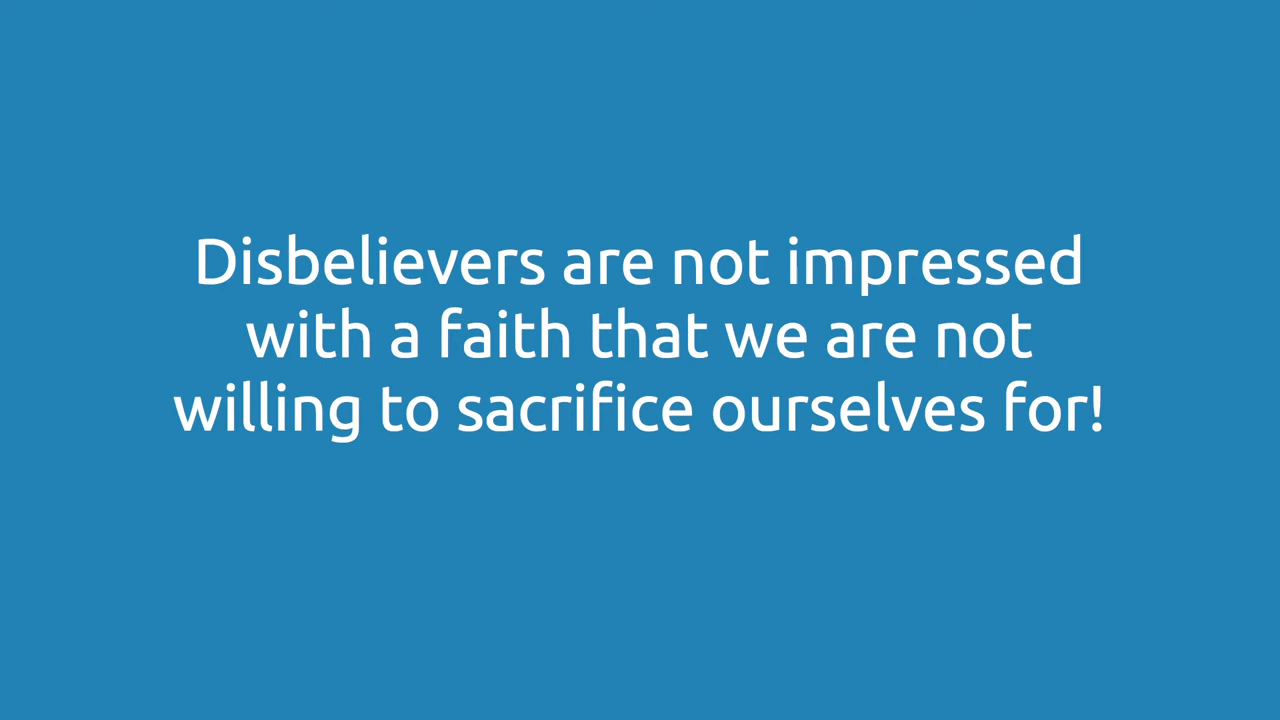 Disbelievers are not impressed
with a faith that we are not
willing to sacrifice ourselves for!